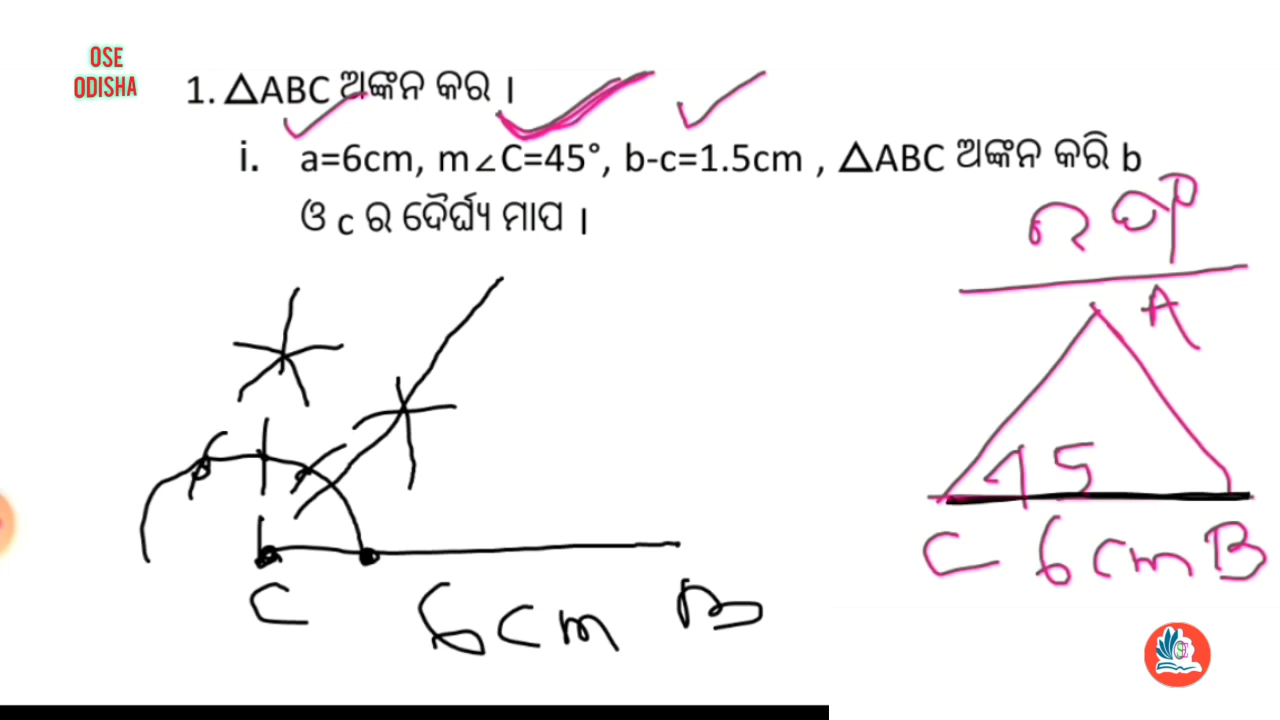 OSE
ODISHA
1. △ABC ଅଙ୍କନ କର ।
i. a=6cm, m∠C=45°, b-c=1.5cm , △ABC ଅଙ୍କନ କରି b
ଓ c ର ଦୈର୍ଘ୍ୟ ମାପ ।
A
45
C 6cm B
C 6cm B